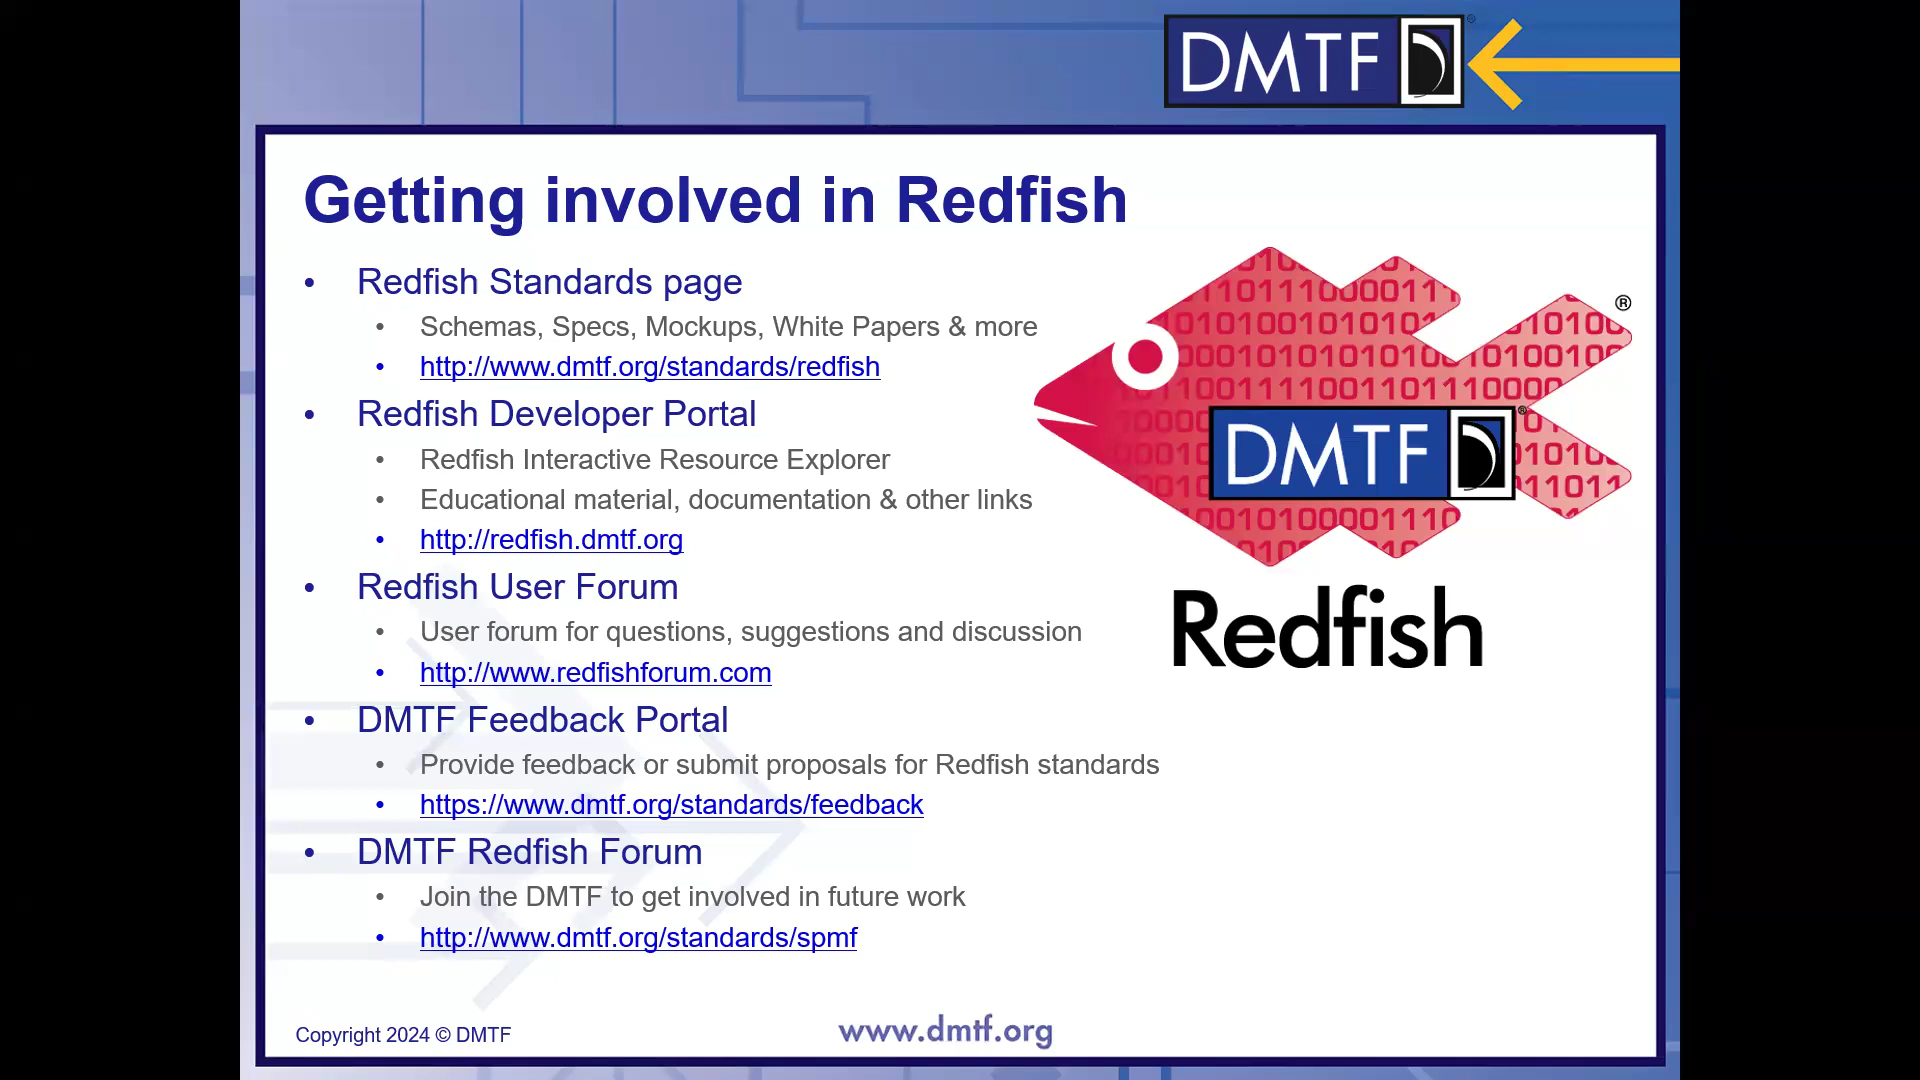 DMTF
Getting involved in Redfish
• Redfish Standards page
• Schemas, Specs, Mockups, White Papers & more
• http://www.dmtf.org/standards/redfish
• Redfish Developer Portal
• Redfish Interactive Resource Explorer
• Educational material, documentation & other links
• http://redfish.dmtf.org
• Redfish User Forum
• User forum for questions, suggestions and discussion
• http://www.redfishforum.com
• DMTF Feedback Portal
• Provide feedback or submit proposals for Redfish standards
• https://www.dmtf.org/standards/feedback
• DMTF Redfish Forum
• Join the DMTF to get involved in future work
• http://www.dmtf.org/standards/spmf
DMTF
®
Redfish
Copyright 2024 © DMTF
www.dmtf.org